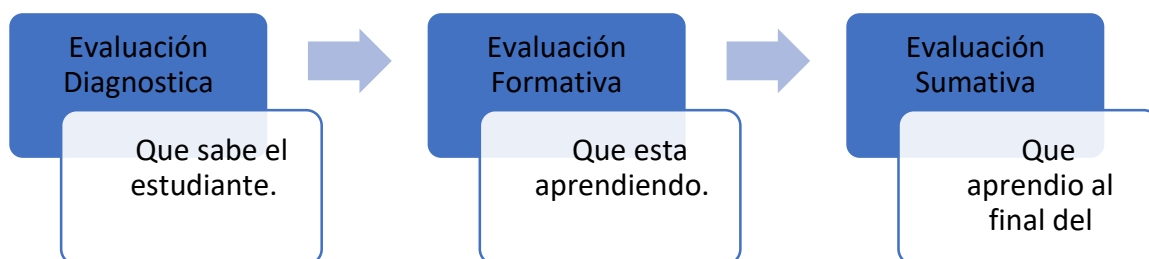 Evaluación
Diagnostica
Que sabe el
estudiante.
Evaluación
Formativa
Que esta
aprendiendo.
Evaluación
Sumativa
Que
aprendio al
final del